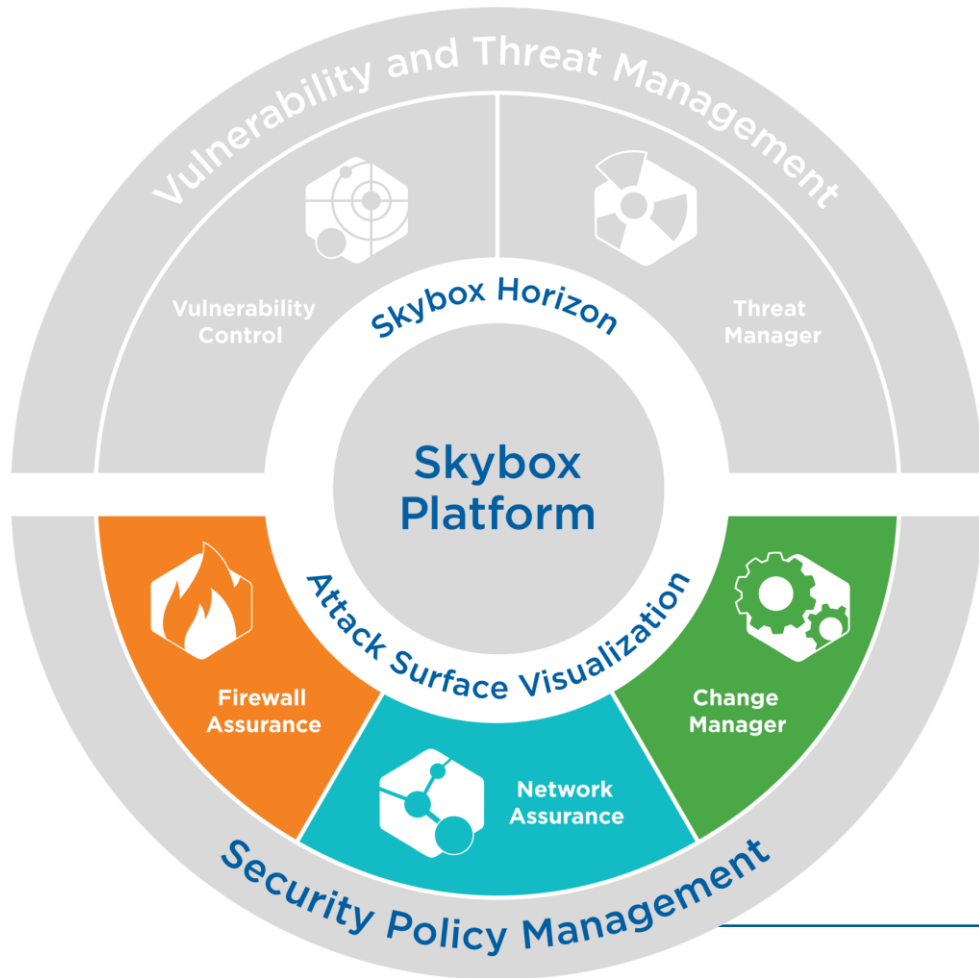 Vulnerability and Threat Management
Vulnerability
Control
Threat
Manager
Skybox Horizon
Skybox
Platform
Attack Surface Visualization
Firewall
Assurance
Network
Assurance
Change
Manager
Security Policy Management